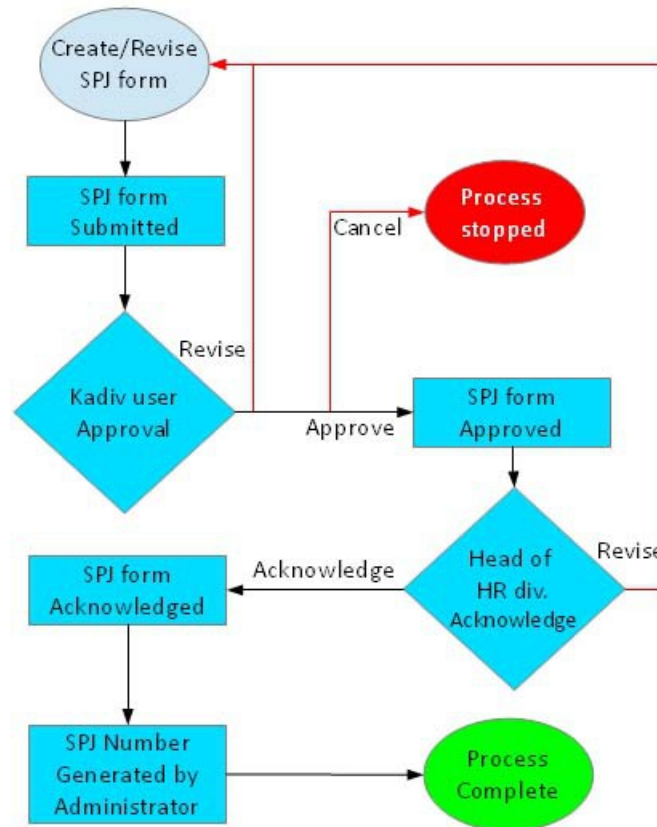 Create/Revise
SPJ form
SPJ form
Submitted
Process
stopped
Cancel
Revise
Kadiv user
Approval
Approve
SPJ form
Approved
Head of
HR div.
Acknowledge
Revise
Acknowledge
SPJ form
Acknowledged
SPJ Number
Generated by
Administrator
Process
Complete